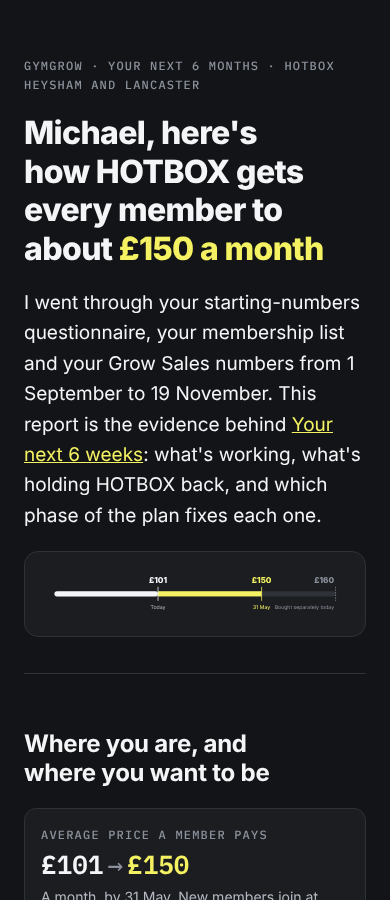 GYMGROW · YOUR NEXT 6 MONTHS · HOTBOX
HEYSHAM AND LANCASTER
Michael, here's
how HOTBOX gets
every member to
about £150 a month
I went through your starting-numbers
questionnaire, your membership list
and your Grow Sales numbers from 1
September to 19 November. This
report is the evidence behind Your
next 6 weeks: what's working, what's
holding HOTBOX back, and which
phase of the plan fixes each one.
£101 £150 £160
Today 31 May Bought separately today
Where you are, and
where you want to be
AVERAGE PRICE A MEMBER PAYS
£101→£150
A month, by 31 May. New members join at